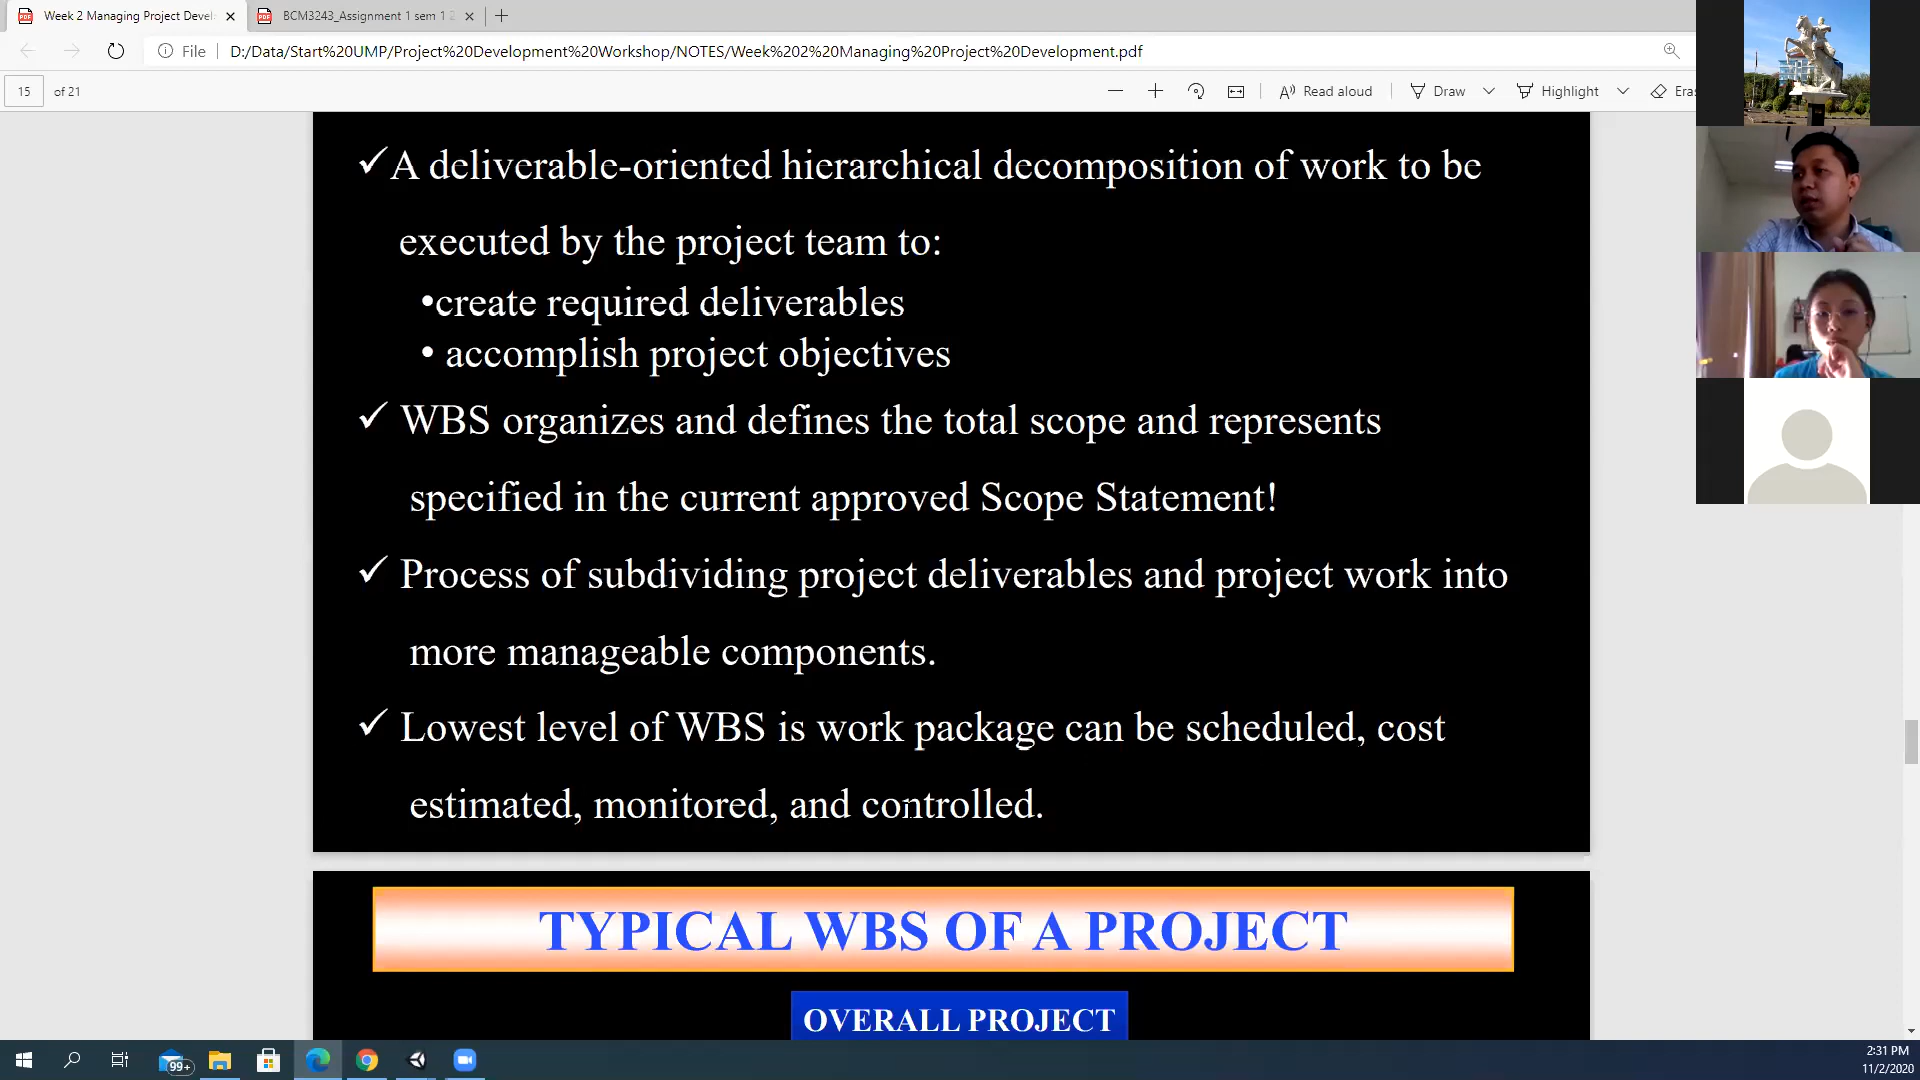 Week 2 Managing Project Devel
BCM3243_Assignment 1 sem 1 2
File
D:/Data/Start%20UMP/Project%20Development%20Workshop/NOTES/Week%202%20Managing%20Project%20Development.pdf
15
of 21
Read aloud
Draw
Highlight
Eras
✓A deliverable-oriented hierarchical decomposition of work to be
executed by the project team to:
•create required deliverables
• accomplish project objectives
✓ WBS organizes and defines the total scope and represents
specified in the current approved Scope Statement!
✓ Process of subdividing project deliverables and project work into
more manageable components.
✓ Lowest level of WBS is work package can be scheduled, cost
estimated, monitored, and controlled.
TYPICAL WBS OF A PROJECT
OVERALL PROJECT
99+
2:31 PM
11/2/2020